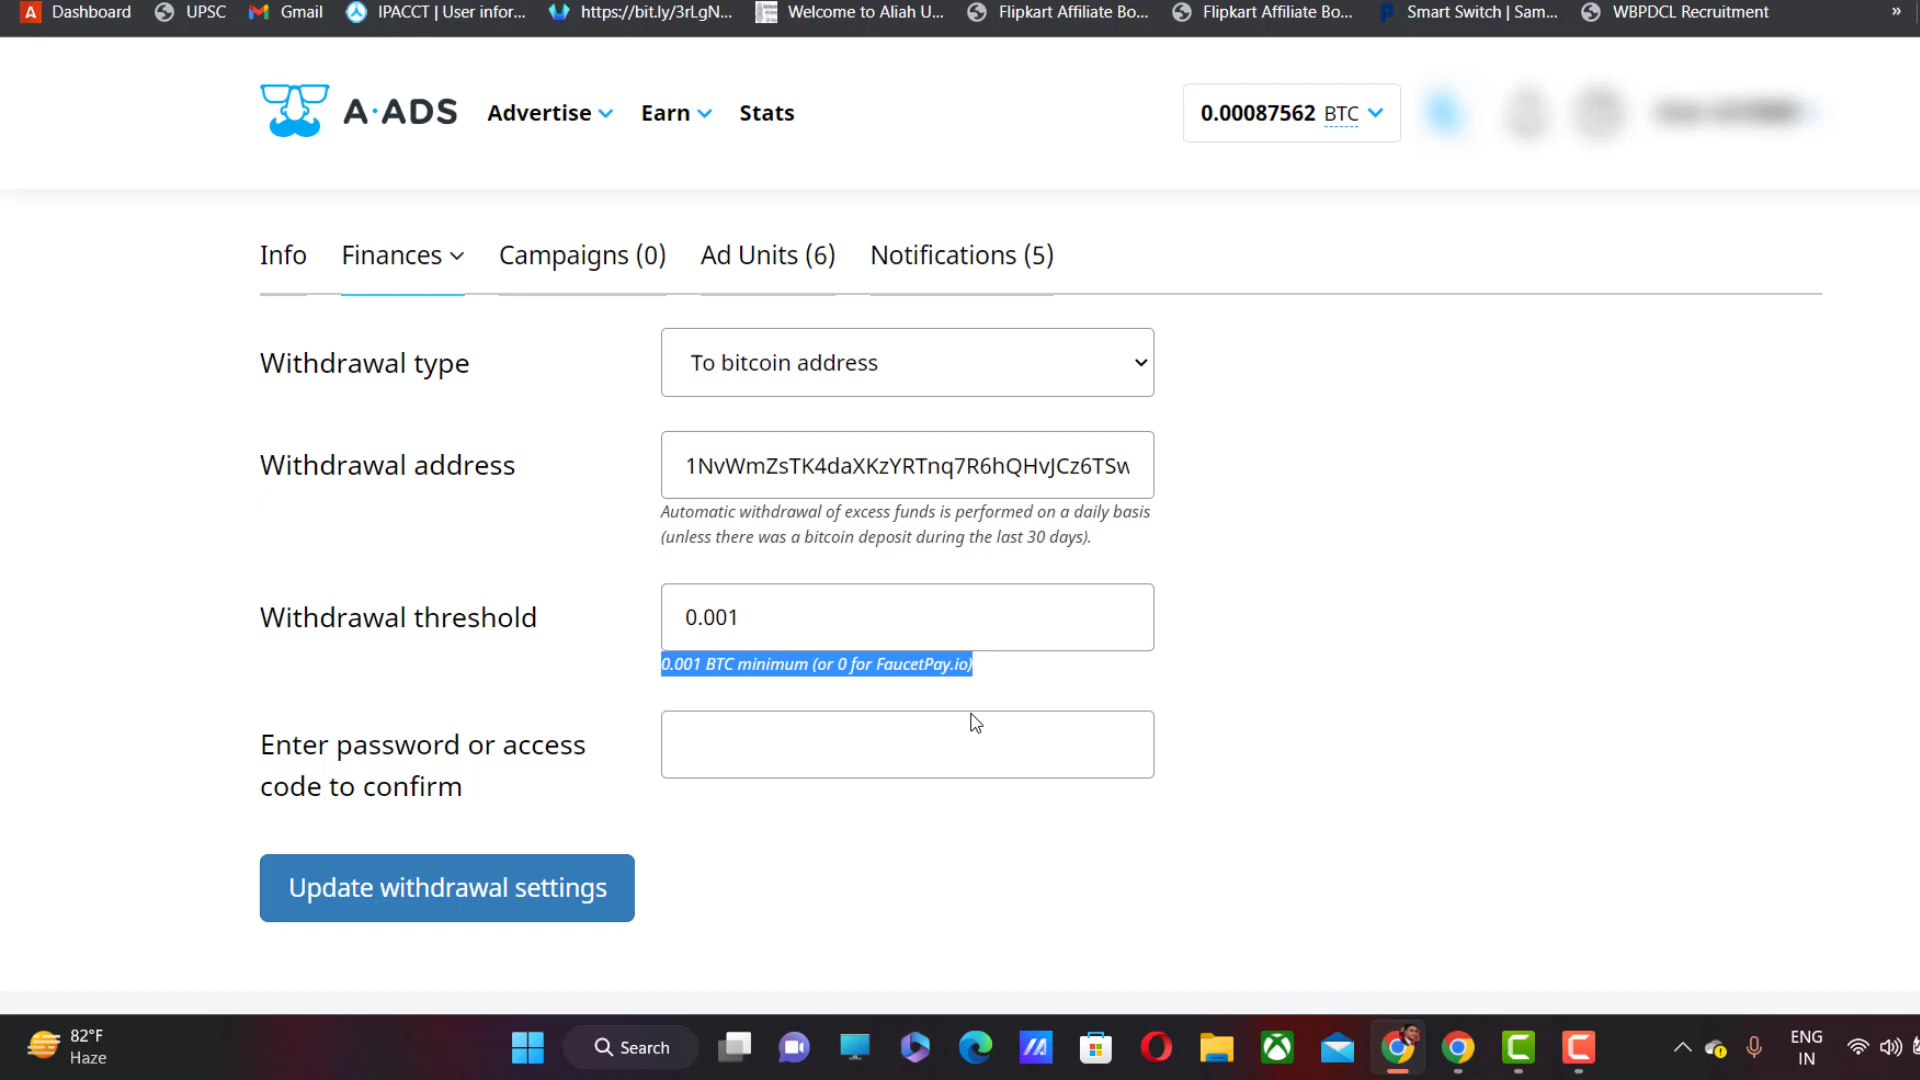 Dashboard UPSC Gmail IPACCT | User infor... https://bit.ly/3rLgN... Welcome to Aliah U... Flipkart Affiliate Bo... Flipkart Affiliate Bo... Smart Switch | Sam... WBPDCL Recruitment »
A·ADS Advertise Earn Stats 0.00087562 BTC
Info Finances Campaigns (0) Ad Units (6) Notifications (5)
Withdrawal type To bitcoin address
Withdrawal address 1NvWmZsTK4daXKzYRTnq7R6hQHvJCz6TSw
Automatic withdrawal of excess funds is performed on a daily basis
(unless there was a bitcoin deposit during the last 30 days).
Withdrawal threshold 0.001
0.001 BTC minimum (or 0 for FaucetPay.io)
Enter password or access
code to confirm
Update withdrawal settings
82°F
Haze
Search
ENG
IN